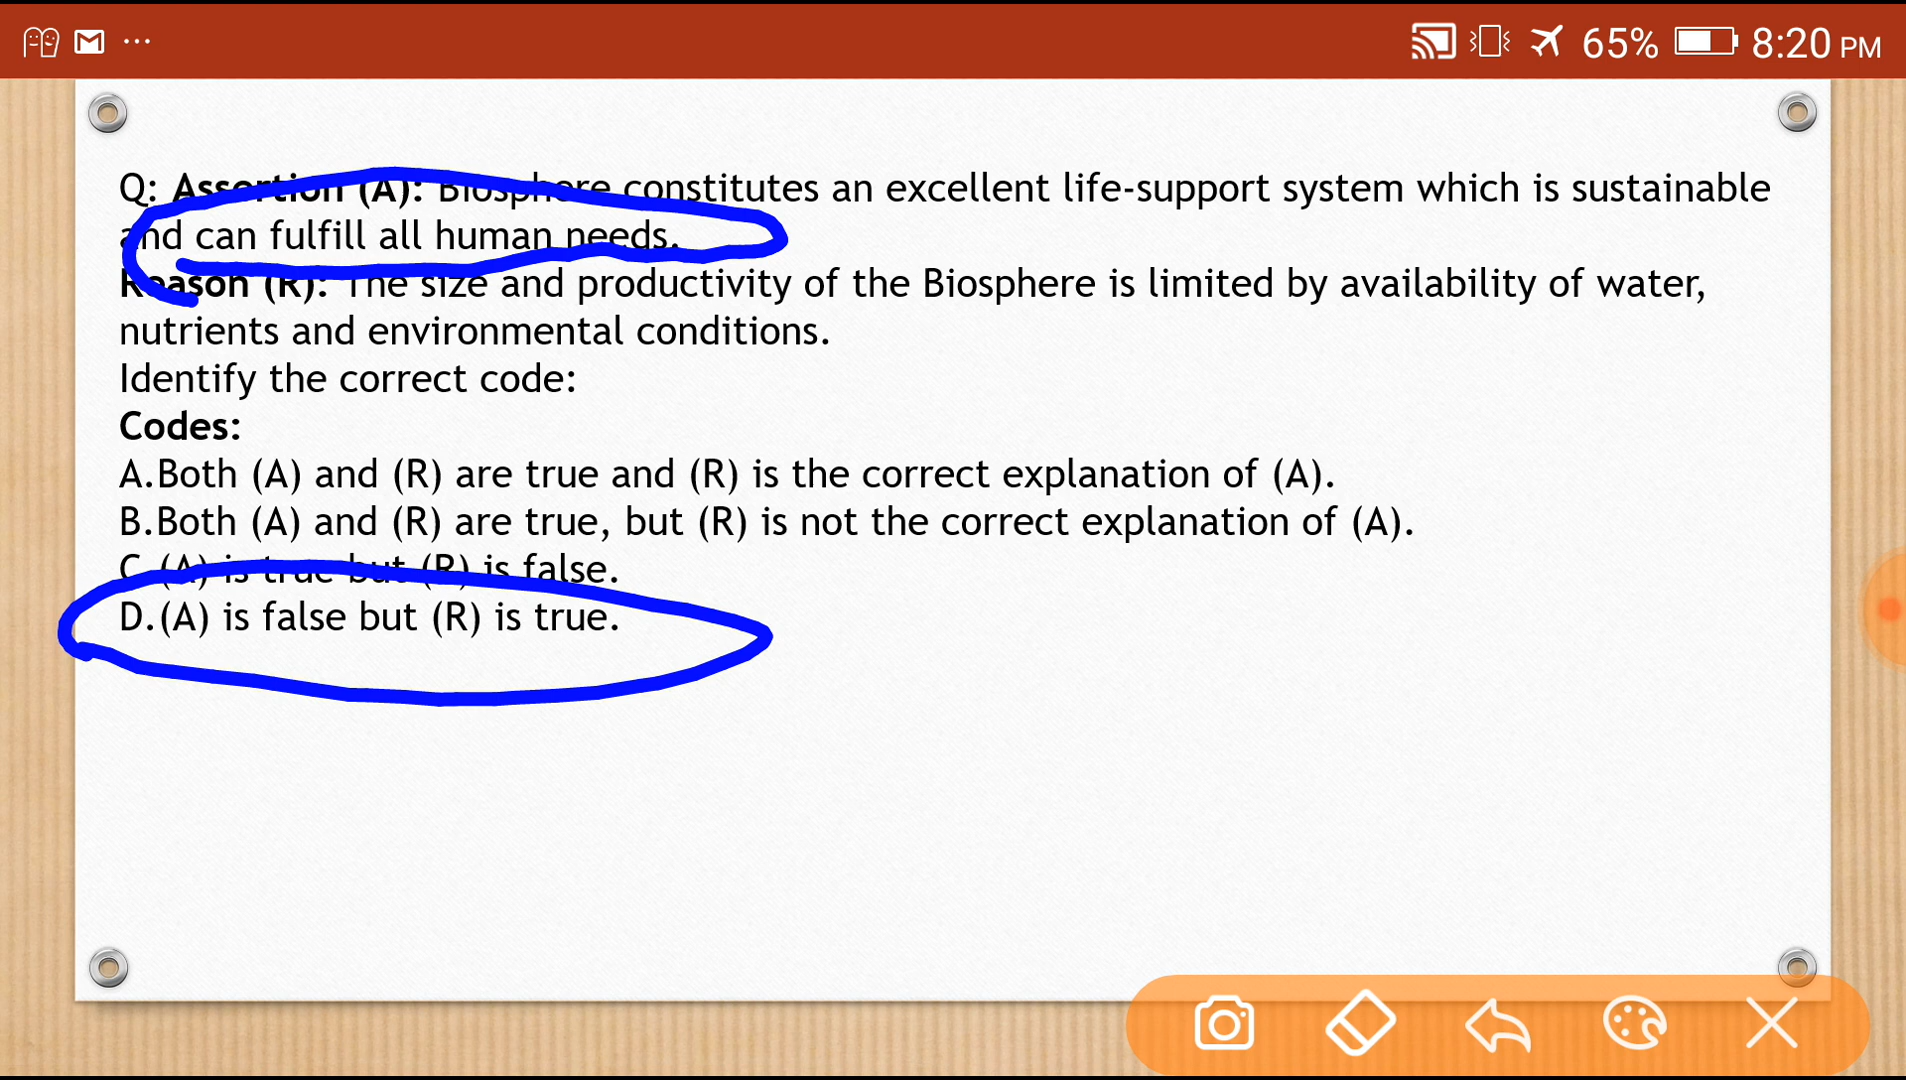 65% 8:20 PM
Q: Assertion (A): Biosphere constitutes an excellent life-support system which is sustainable
and can fulfill all human needs.
Reason (R): The size and productivity of the Biosphere is limited by availability of water,
nutrients and environmental conditions.
Identify the correct code:
Codes:
A.Both (A) and (R) are true and (R) is the correct explanation of (A).
B.Both (A) and (R) are true, but (R) is not the correct explanation of (A).
C.(A) is true but (R) is false.
D.(A) is false but (R) is true.